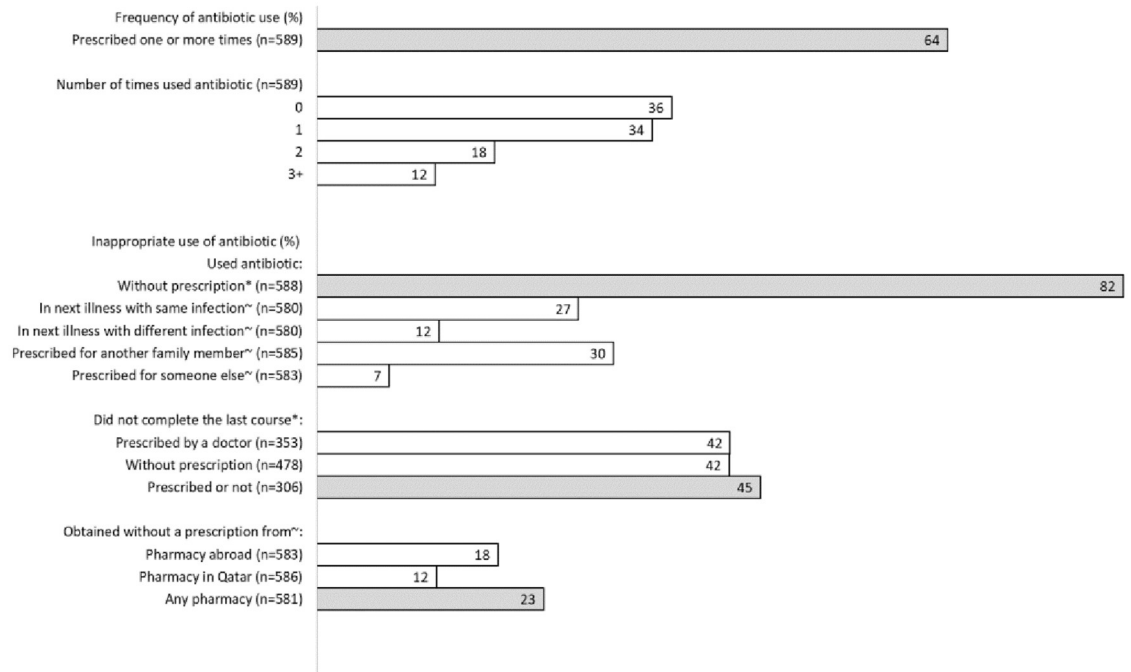 Frequency of antibiotic use (%)
Prescribed one or more times (n=589) 64
Number of times used antibiotic (n=589)
0 36
1 34
2 18
3+ 12
Inappropriate use of antibiotic (%)
Used antibiotic:
Without prescription* (n=588) 82
In next illness with same infection~ (n=580) 27
In next illness with different infection~ (n=580) 12
Prescribed for another family member~ (n=585) 30
Prescribed for someone else~ (n=583) 7
Did not complete the last course*:
Prescribed by a doctor (n=353) 42
Without prescription (n=478) 42
Prescribed or not (n=306) 45
Obtained without a prescription from~:
Pharmacy abroad (n=583) 18
Pharmacy in Qatar (n=586) 12
Any pharmacy (n=581) 23